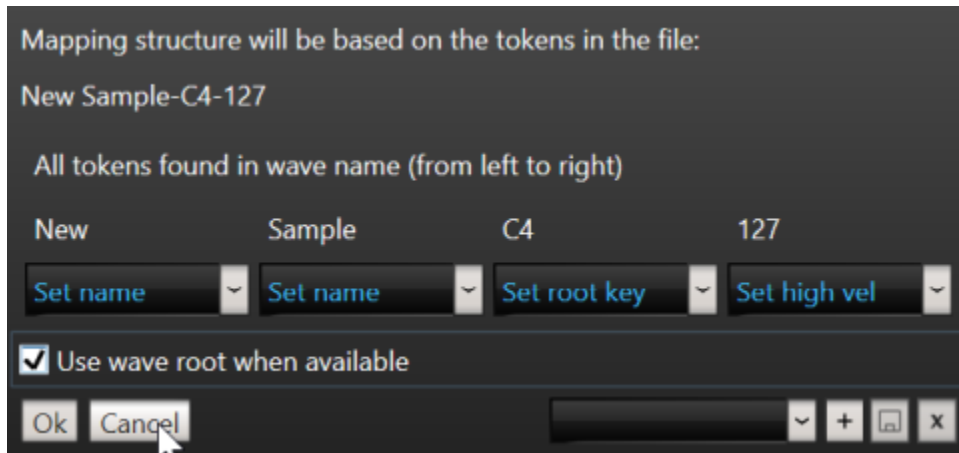 Mapping structure will be based on the tokens in the file:
New Sample-C4-127
All tokens found in wave name (from left to right)
New Sample C4 127
Set name Set name Set root key Set high vel
Use wave root when available
Ok Cancel + x